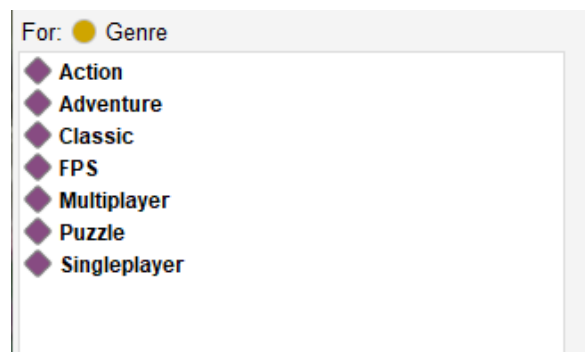 For: Genre
Action
Adventure
Classic
FPS
Multiplayer
Puzzle
Singleplayer